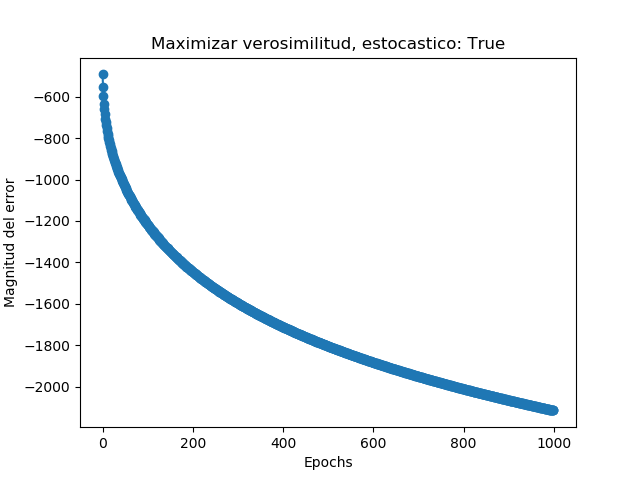 Maximizar verosimilitud, estocastico: True
Magnitud del error
−600
−800
−1000
−1200
−1400
−1600
−1800
−2000
0 200 400 600 800 1000
Epochs